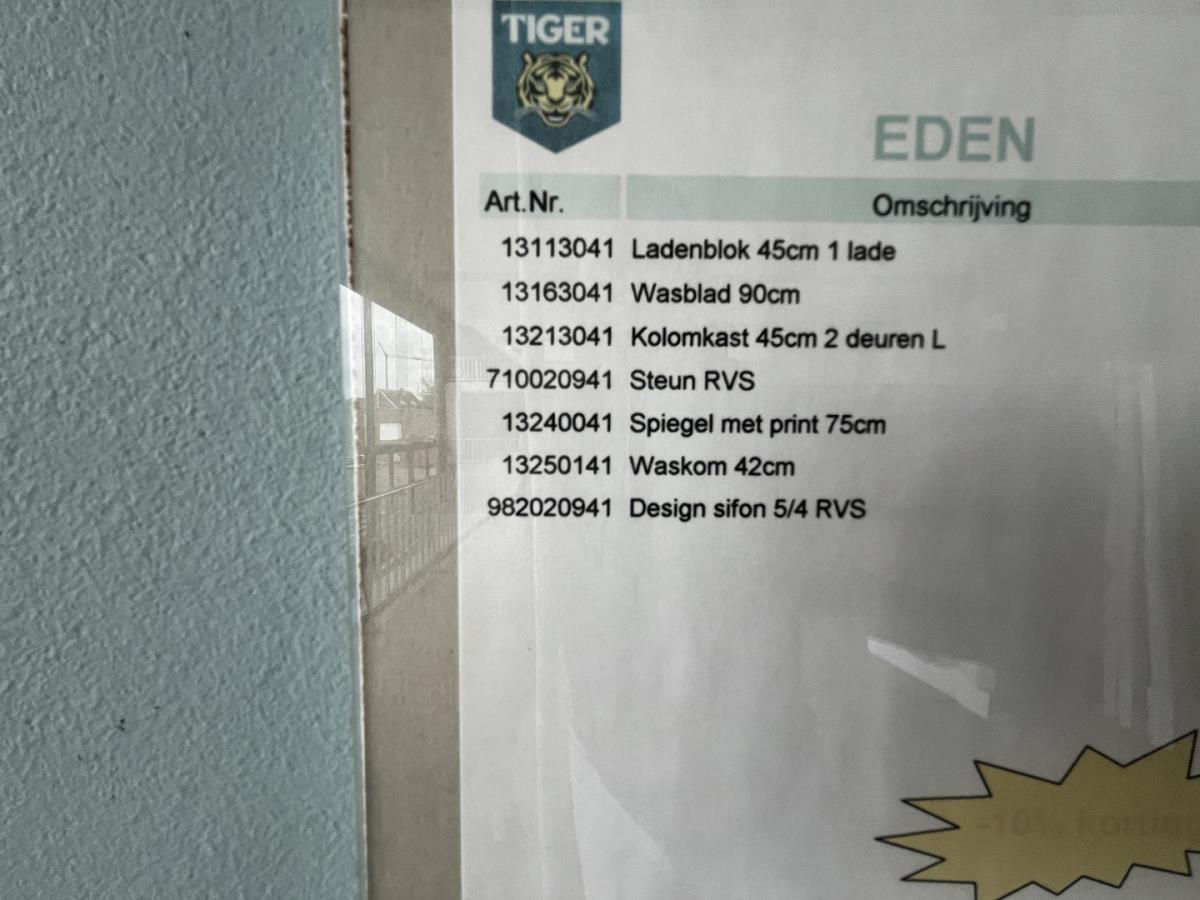 TIGER
EDEN
Art.Nr. Omschrijving
13113041 Ladenblok 45cm 1 lade
13163041 Wasblad 90cm
13213041 Kolomkast 45cm 2 deuren L
710020941 Steun RVS
13240041 Spiegel met print 75cm
13250141 Waskom 42cm
982020941 Design sifon 5/4 RVS
-10%